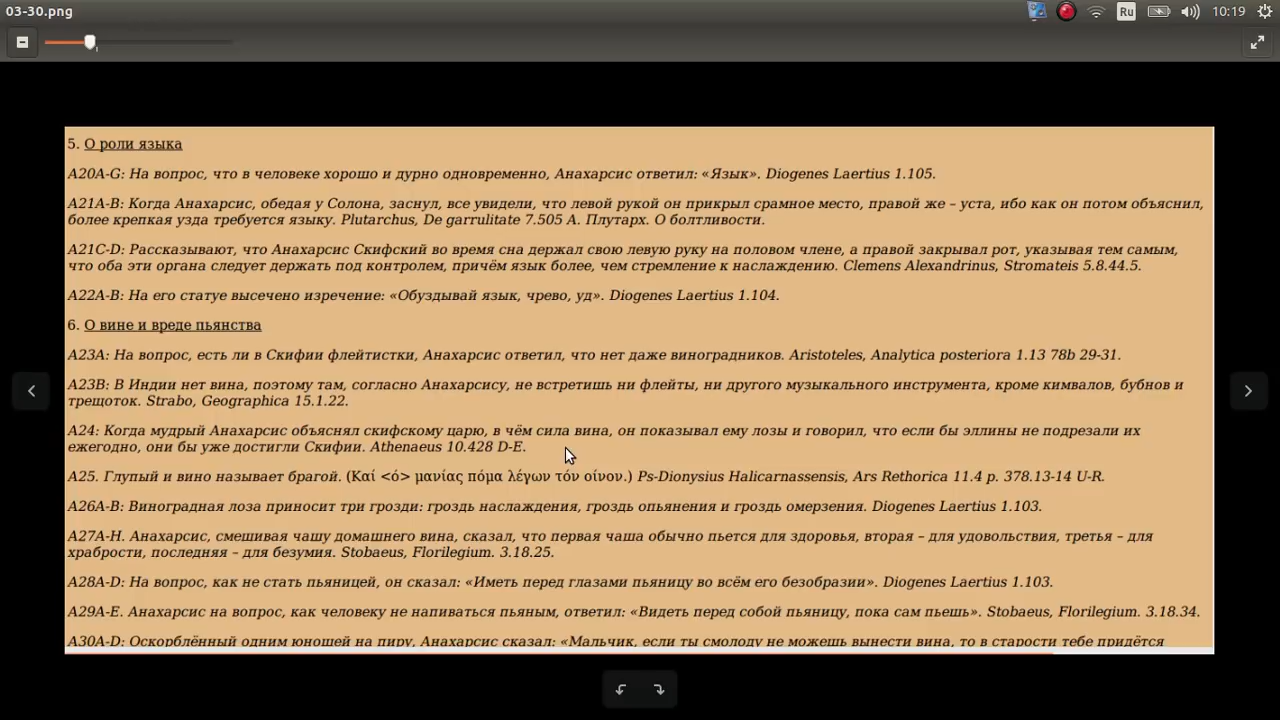 03-30.png
Ru
10:19
5. О роли языка
A20A-G: На вопрос, что в человеке хорошо и дурно одновременно, Анахарсис ответил: «Язык». Diogenes Laertius 1.105.
A21A-B: Когда Анахарсис, обедая у Солона, заснул, все увидели, что левой рукой он прикрыл срамное место, правой же – уста, ибо как он потом объяснил,
более крепкая узда требуется языку. Plutarchus, De garrulitate 7.505 A. Плутарх. О болтливости.
A21C-D: Рассказывают, что Анахарсис Скифский во время сна держал свою левую руку на половом члене, а правой закрывал рот, указывая тем самым,
что оба эти органа следует держать под контролем, причём язык более, чем стремление к наслаждению. Clemens Alexandrinus, Stromateis 5.8.44.5.
A22A-B: На его статуе высечено изречение: «Обуздывай язык, чрево, уд». Diogenes Laertius 1.104.
6. О вине и вреде пьянства
A23A: На вопрос, есть ли в Скифии флейтистки, Анахарсис ответил, что нет даже виноградников. Aristoteles, Analytica posteriora 1.13 78b 29-31.
A23B: В Индии нет вина, поэтому там, согласно Анахарсису, не встретишь ни флейты, ни другого музыкального инструмента, кроме кимвалов, бубнов и
трещоток. Strabo, Geographica 15.1.22.
A24: Когда мудрый Анахарсис объяснял скифскому царю, в чём сила вина, он показывал ему лозы и говорил, что если бы эллины не подрезали их
ежегодно, они бы уже достигли Скифии. Athenaeus 10.428 D-E.
A25. Глупый и вино называет брагой. (Καί <ό> μανίας πόμα λέγων τόν οίνον.) Ps-Dionysius Halicarnassensis, Ars Rethorica 11.4 p. 378.13-14 U-R.
A26A-B: Виноградная лоза приносит три грозди: гроздь наслаждения, гроздь опьянения и гроздь омерзения. Diogenes Laertius 1.103.
A27A-H. Анахарсис, смешивая чашу домашнего вина, сказал, что первая чаша обычно пьется для здоровья, вторая – для удовольствия, третья – для
храбрости, последняя – для безумия. Stobaeus, Florilegium. 3.18.25.
A28A-D: На вопрос, как не стать пьяницей, он сказал: «Иметь перед глазами пьяницу во всём его безобразии». Diogenes Laertius 1.103.
A29A-E. Анахарсис на вопрос, как человеку не напиваться пьяным, ответил: «Видеть перед собой пьяницу, пока сам пьешь». Stobaeus, Florilegium. 3.18.34.
A30A-D: Оскорблённый одним юношей на пиру, Анахарсис сказал: «Мальчик, если ты смолоду не можешь вынести вина, то в старости тебе придётся